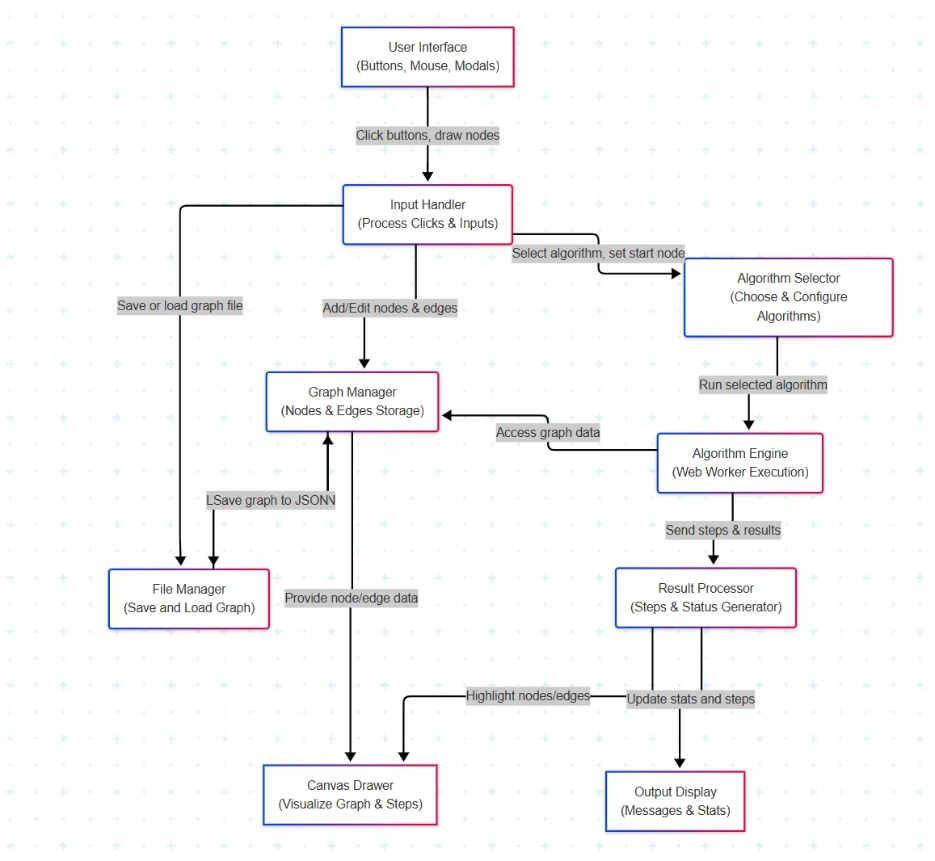 User Interface
(Buttons, Mouse, Modals)
Click buttons, draw nodes
Input Handler
(Process Clicks & Inputs)
Select algorithm, set start node
Algorithm Selector
(Choose & Configure
Algorithms)
Save or load graph file
Add/Edit nodes & edges
Run selected algorithm
Graph Manager
(Nodes & Edges Storage)
Access graph data
Algorithm Engine
(Web Worker Execution)
LSave graph to JSONN
Send steps & results
File Manager
(Save and Load Graph)
Provide node/edge data
Result Processor
(Steps & Status Generator)
Highlight nodes/edges
Update stats and steps
Canvas Drawer
(Visualize Graph & Steps)
Output Display
(Messages & Stats)